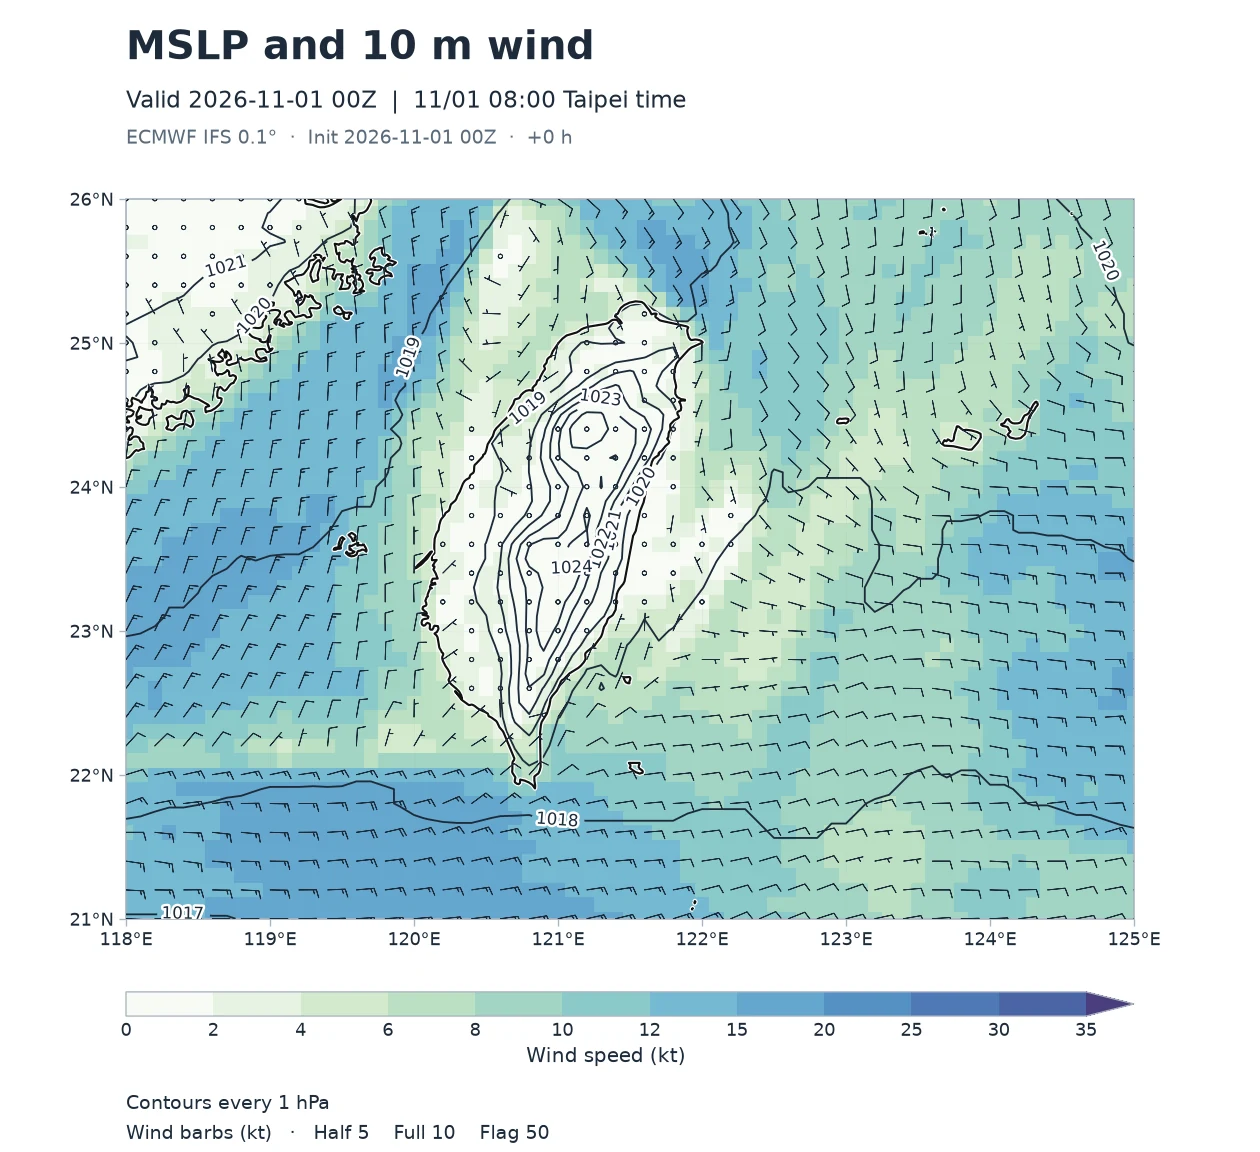 MSLP and 10 m wind
Valid 2026-11-01 00Z | 11/01 08:00 Taipei time
ECMWF IFS 0.1° · Init 2026-11-01 00Z · +0 h
26°N
25°N
24°N
23°N
22°N
21°N
1021
1020
1020
1019
1019
1023
1020
1021
1022
1024
1018
1017
118°E 119°E 120°E 121°E 122°E 123°E 124°E 125°E
0 2 4 6 8 10 12 15 20 25 30 35
Wind speed (kt)
Contours every 1 hPa
Wind barbs (kt) · Half 5 Full 10 Flag 50